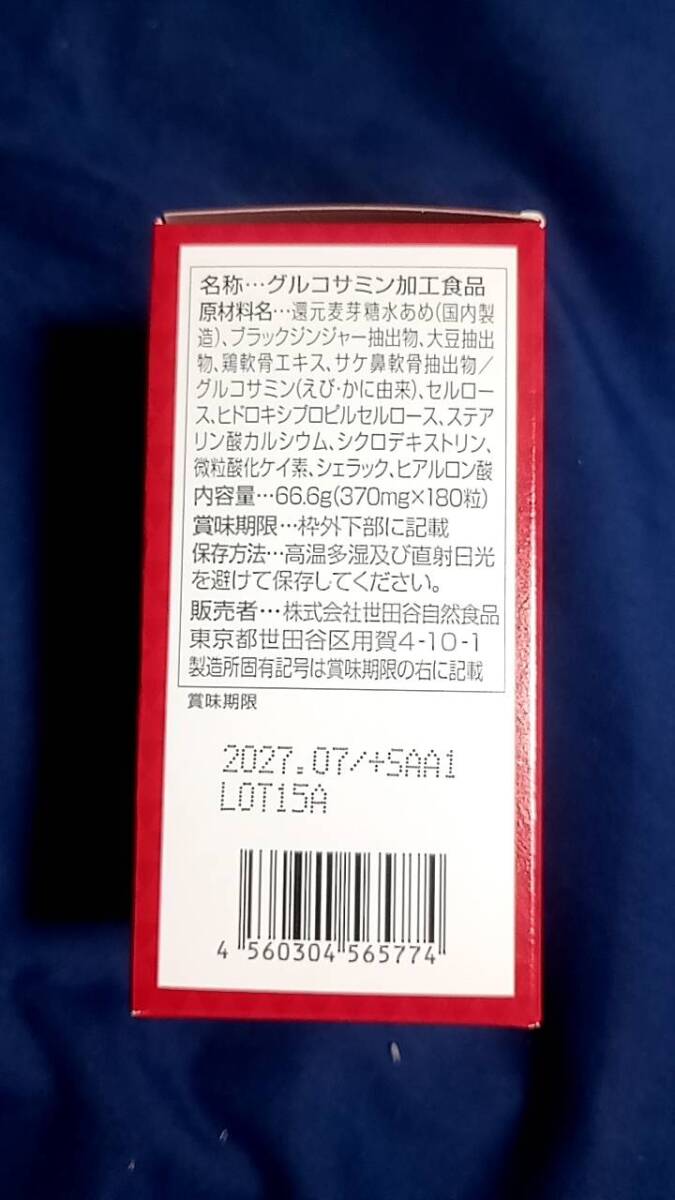 名称…グルコサミン加工食品
原材料名…還元麦芽糖水あめ(国内製
造)、ブラックジンジャー抽出物、大豆抽出
物、鶏軟骨エキス、サケ鼻軟骨抽出物／
グルコサミン(えび・かに由来)、セルロー
ス、ヒドロキシプロピルセルロース、ステア
リン酸カルシウム、シクロデキストリン、
微粒酸化ケイ素、シェラック、ヒアルロン酸
内容量…66.6g(370mg×180粒)
賞味期限…枠外下部に記載
保存方法…高温多湿及び直射日光
を避けて保存してください。
販売者…株式会社世田谷自然食品
東京都世田谷区用賀4-10-1
製造所固有記号は賞味期限の右に記載
賞味期限
2027.07/+SAA1
LOT15A
4 560304 565774